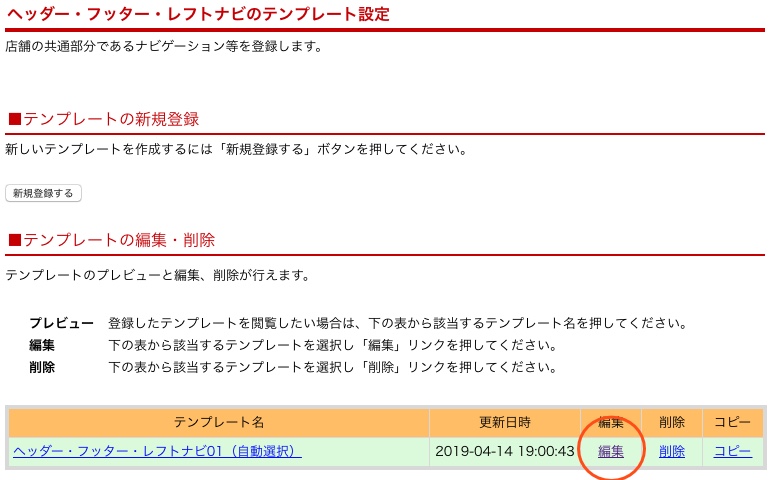 ヘッダー・フッター・レフトナビのテンプレート設定
店舗の共通部分であるナビゲーション等を登録します。
■テンプレートの新規登録
新しいテンプレートを作成するには「新規登録する」ボタンを押してください。
新規登録する
■テンプレートの編集・削除
テンプレートのプレビューと編集、削除が行えます。
プレビュー 登録したテンプレートを閲覧したい場合は、下の表から該当するテンプレート名を押してください。
編集 下の表から該当するテンプレートを選択し「編集」リンクを押してください。
削除 下の表から該当するテンプレートを選択し「削除」リンクを押してください。
テンプレート名 更新日時 編集 削除 コピー
ヘッダー・フッター・レフトナビ01（自動選択） 2019-04-14 19:00:43 編集 削除 コピー